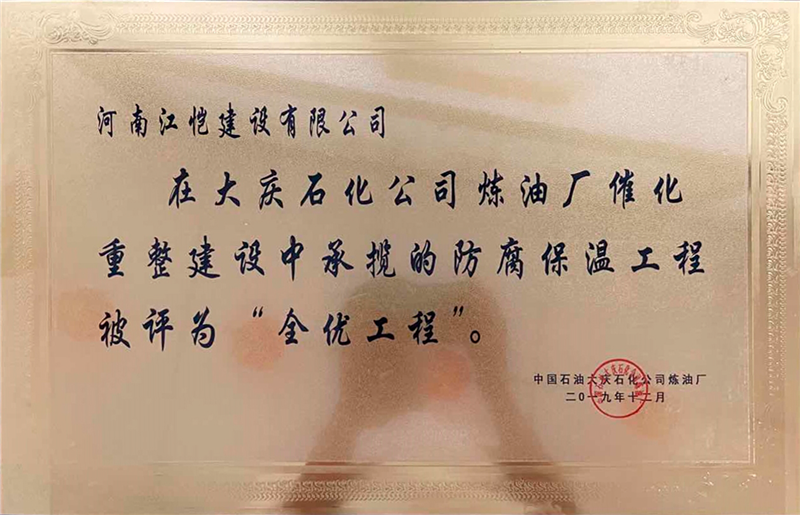 河南江恺建设有限公司
在大庆石化公司炼油厂催化
重整建设中承揽的防腐保温工程
被评为“全优工程”。
中国石油大庆石化公司炼油厂
二0一九年十二月